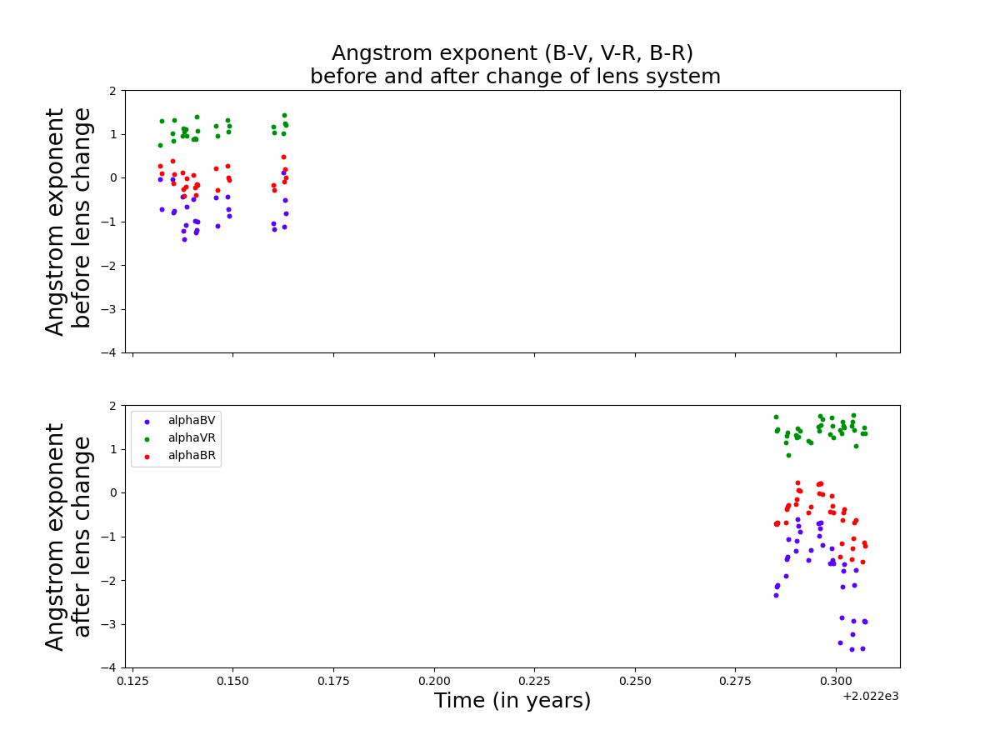 Angstrom exponent (B-V, V-R, B-R)
before and after change of lens system
Angstrom exponent
before lens change
2
1
0
−1
−2
−3
−4
Angstrom exponent
after lens change
2
1
0
−1
−2
−3
−4
alphaBV
alphaVR
alphaBR
0.125 0.150 0.175 0.200 0.225 0.250 0.275 0.300
+2.022e3
Time (in years)